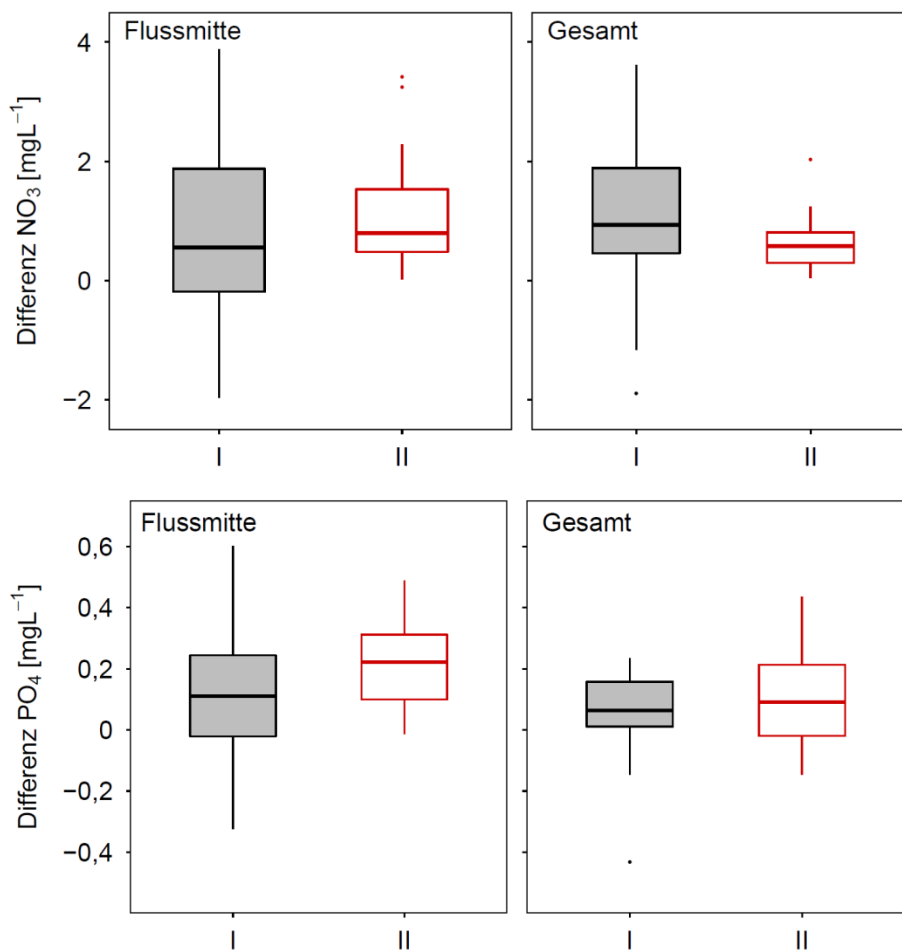 Flussmitte
Gesamt
Differenz NO₃ [mgL⁻¹]
4
2
0
−2
I
II
I
II
Flussmitte
Gesamt
Differenz PO₄ [mgL⁻¹]
0,6
0,4
0,2
0
−0,2
−0,4
I
II
I
II